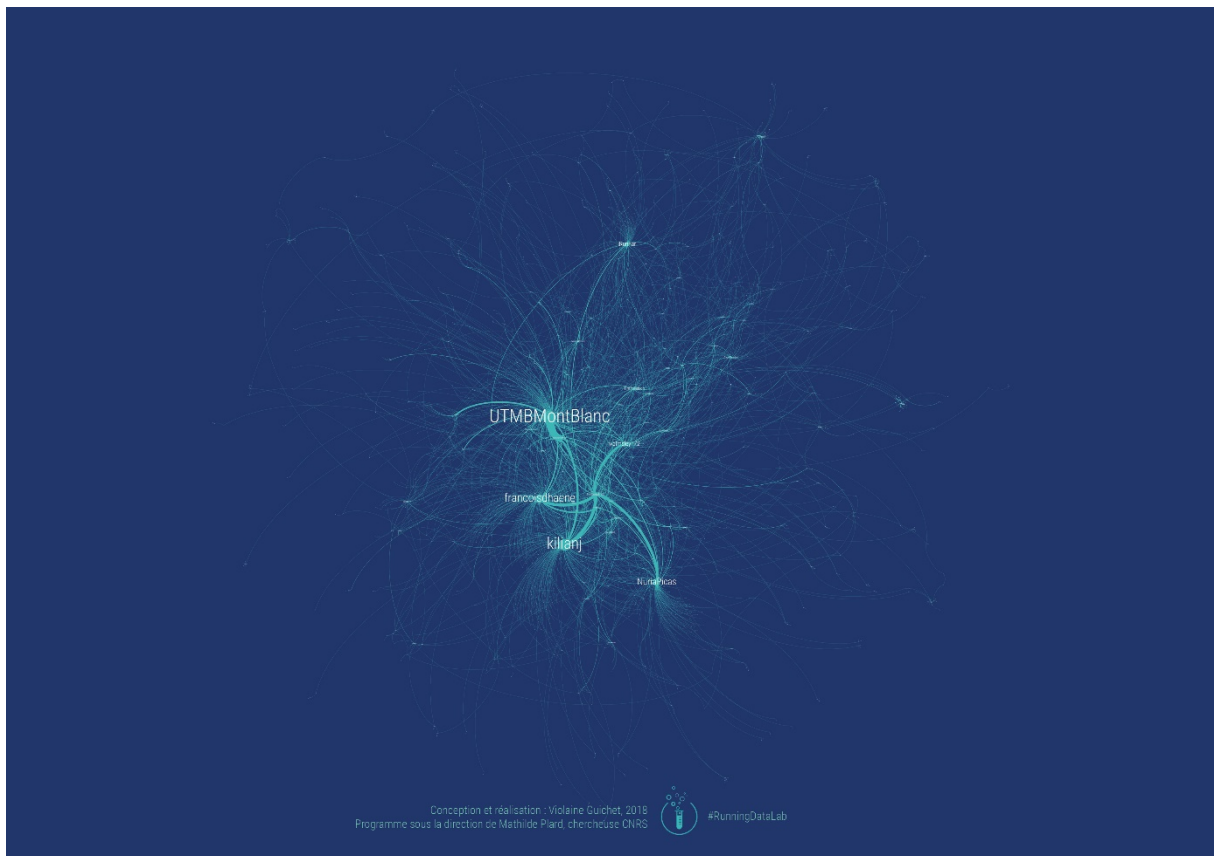 UTMBMontBlanc
francoisdhaene
kilianj
NuriaPicas
Conception et réalisation : Violaine Guichet, 2018
Programme sous la direction de Mathilde Plard, chercheuse CNRS
#RunningDataLab